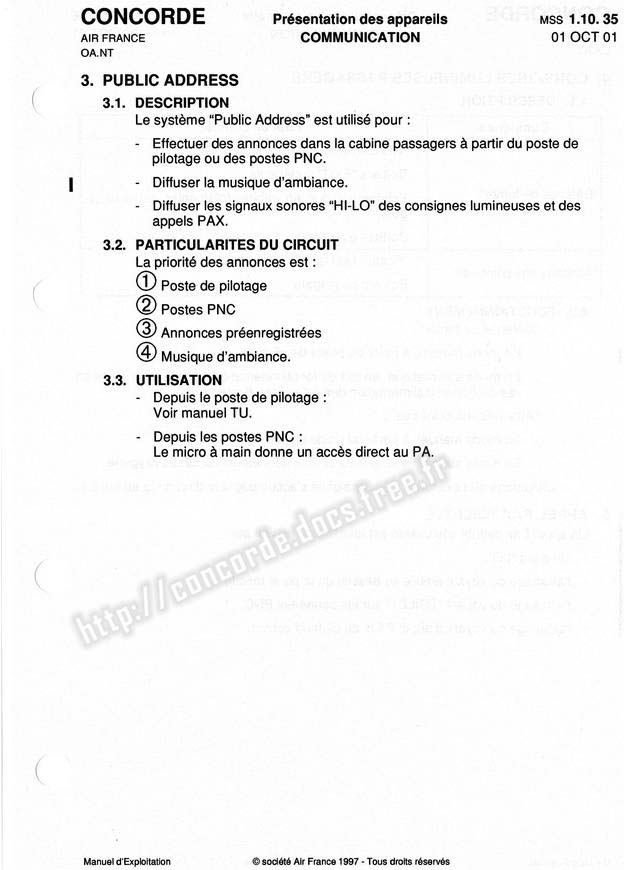 CONCORDE
AIR FRANCE
OA.NT
Présentation des appareils
COMMUNICATION
MSS 1.10. 35
01 OCT 01
3. PUBLIC ADDRESS
3.1. DESCRIPTION
Le système "Public Address" est utilisé pour :
- Effectuer des annonces dans la cabine passagers à partir du poste de
pilotage ou des postes PNC.
- Diffuser la musique d'ambiance.
- Diffuser les signaux sonores "HI-LO" des consignes lumineuses et des
appels PAX.
3.2. PARTICULARITES DU CIRCUIT
La priorité des annonces est :
① Poste de pilotage
② Postes PNC
③ Annonces préenregistrées
④ Musique d'ambiance.
3.3. UTILISATION
- Depuis le poste de pilotage :
Voir manuel TU.
- Depuis les postes PNC :
Le micro à main donne un accès direct au PA.
http://concorde.docs.free.fr
Manuel d'Exploitation
© société Air France 1997 - Tous droits réservés